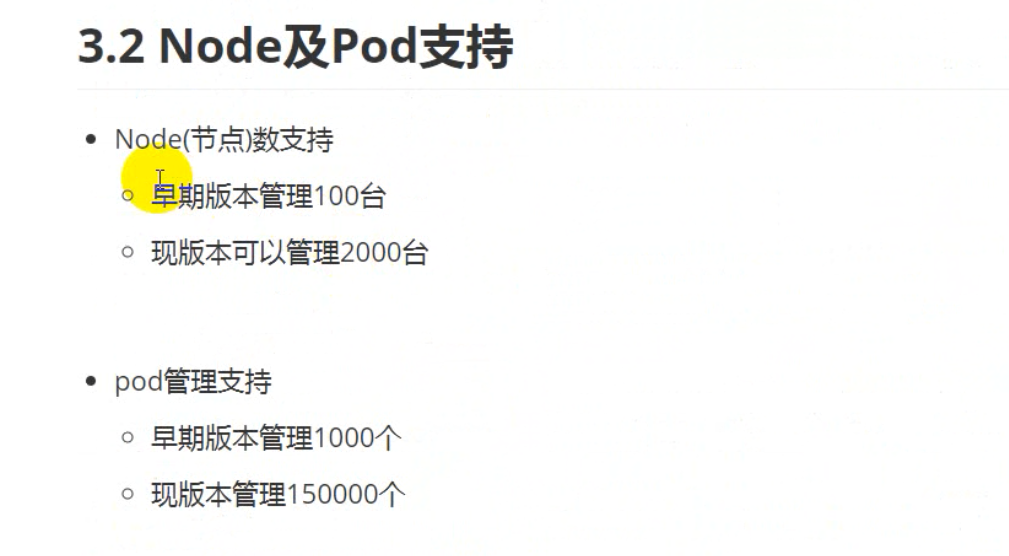 3.2 Node及Pod支持
Node(节点)数支持
早期版本管理100台
现版本可以管理2000台
pod管理支持
早期版本管理1000个
现版本管理150000个